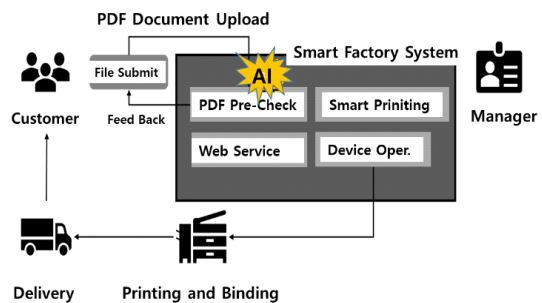 PDF Document Upload
Smart Factory System
File Submit
AI
PDF Pre-Check
Smart Priniting
Customer
Feed Back
Manager
Web Service
Device Oper.
Delivery
Printing and Binding